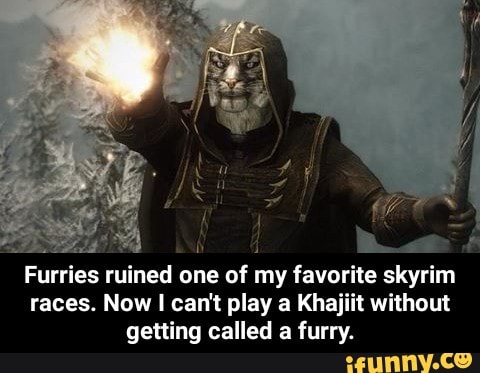 Furries ruined one of my favorite skyrim
races. Now I can't play a Khajiit without
getting called a furry.
ifunny.co